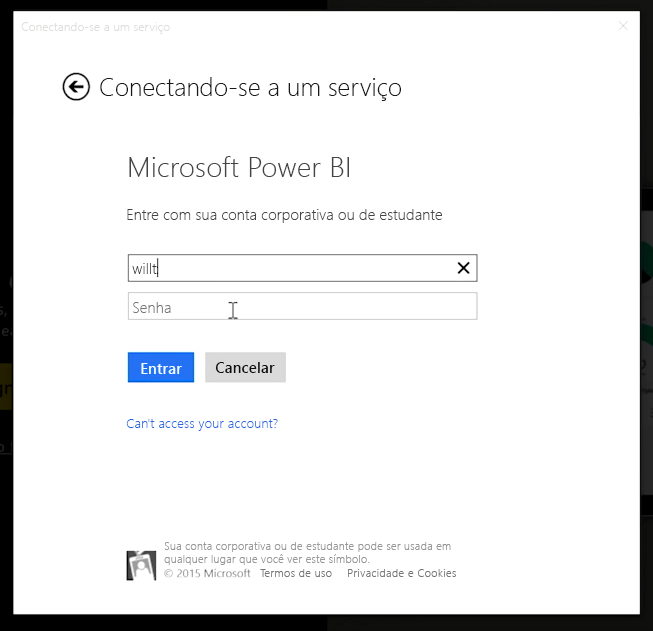 Conectando-se a um serviço
Conectando-se a um serviço
Microsoft Power BI
Entre com sua conta corporativa ou de estudante
willt
Senha
Entrar Cancelar
Can't access your account?
Sua conta corporativa ou de estudante pode ser usada em
qualquer lugar que você ver este símbolo.
© 2015 Microsoft Termos de uso Privacidade e Cookies